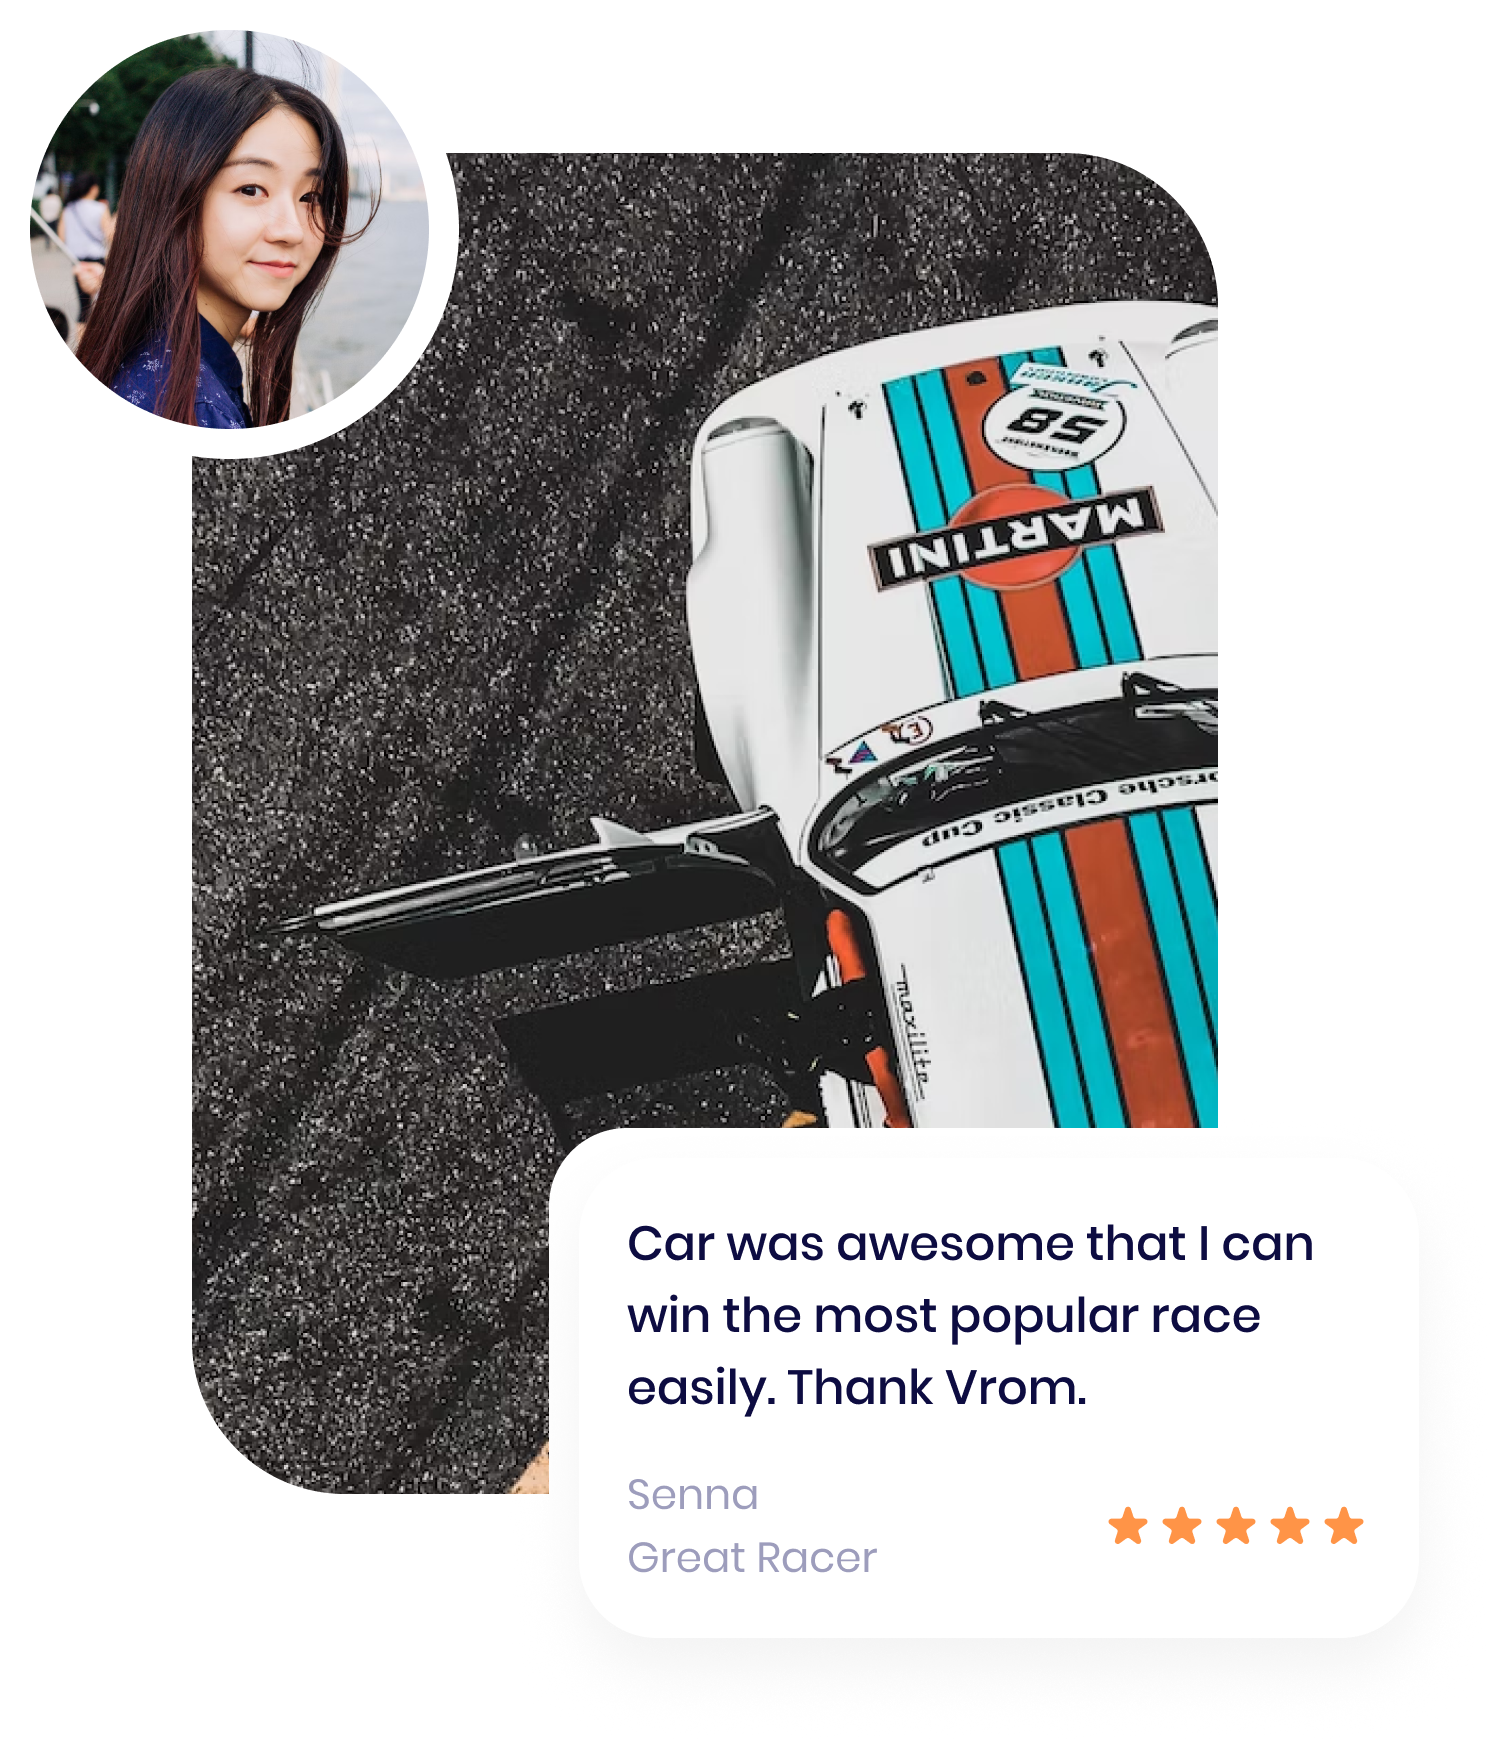 58
MARTINI
Porsche Classic Cup
maxilite
Car was awesome that I can
win the most popular race
easily. Thank Vrom.
Senna
Great Racer